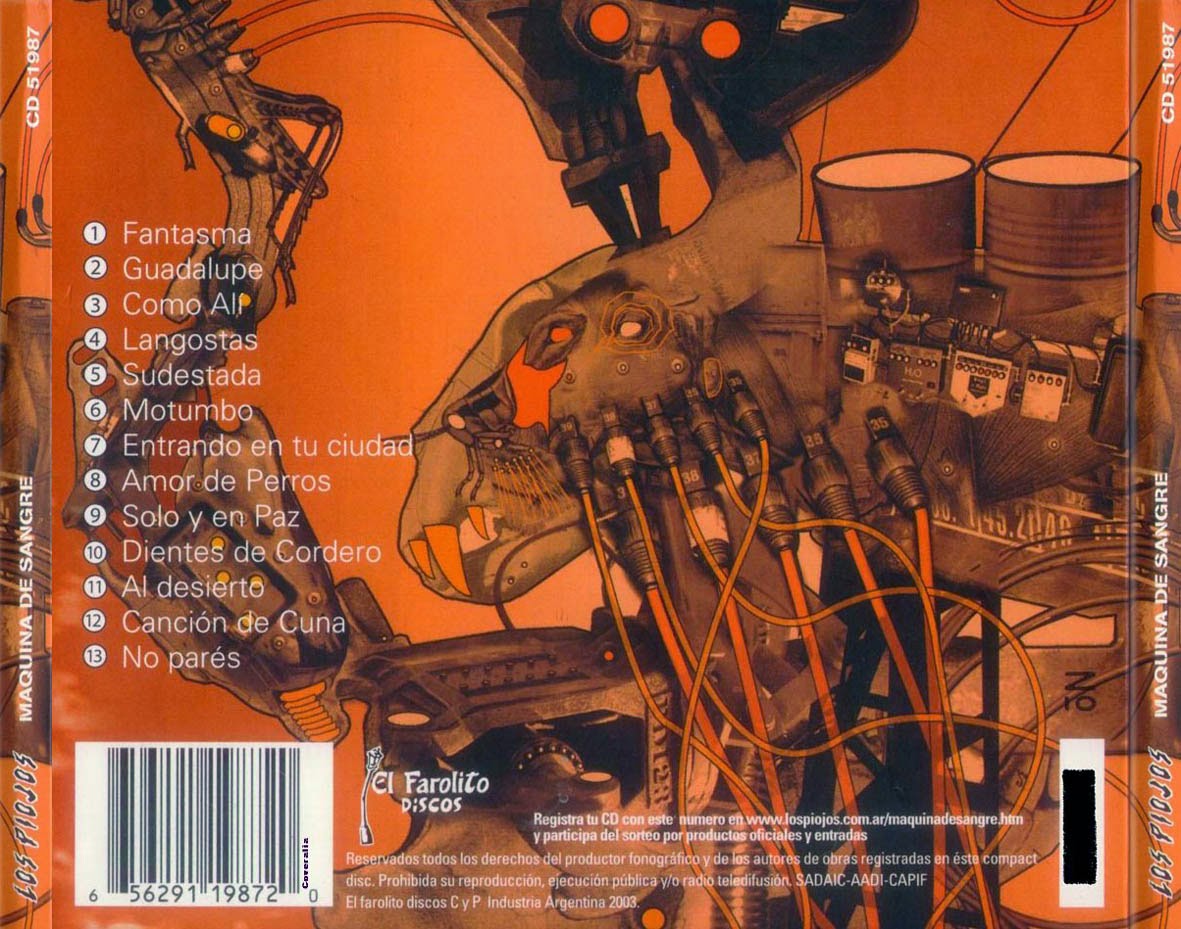 CD 51987
MAQUINA DE SANGRE
LOS PIOJOS
1 Fantasma
2 Guadalupe
3 Como Ali
4 Langostas
5 Sudestada
6 Motumbo
7 Entrando en tu ciudad
8 Amor de Perros
9 Solo y en Paz
10 Dientes de Cordero
11 Al desierto
12 Canción de Cuna
13 No parés
H2O
35
35
38
No
6 56291 19872 0
Coveralia
El Farolito
DiSCOS
Registra tu CD con este numero en www.lospiojos.com.ar/maquinadesangre.htm
y participa del sorteo por productos oficiales y entradas
Reservados todos los derechos del productor fonográfico y de los autores de obras registradas en éste compact
disc. Prohibida su reproducción, ejecución pública y/o radio teledifusión. SADAIC-AADI-CAPIF
El farolito discos C y P Industria Argentina 2003.
CD 51987
MAQUINA DE SANGRE
LOS PIOJOS